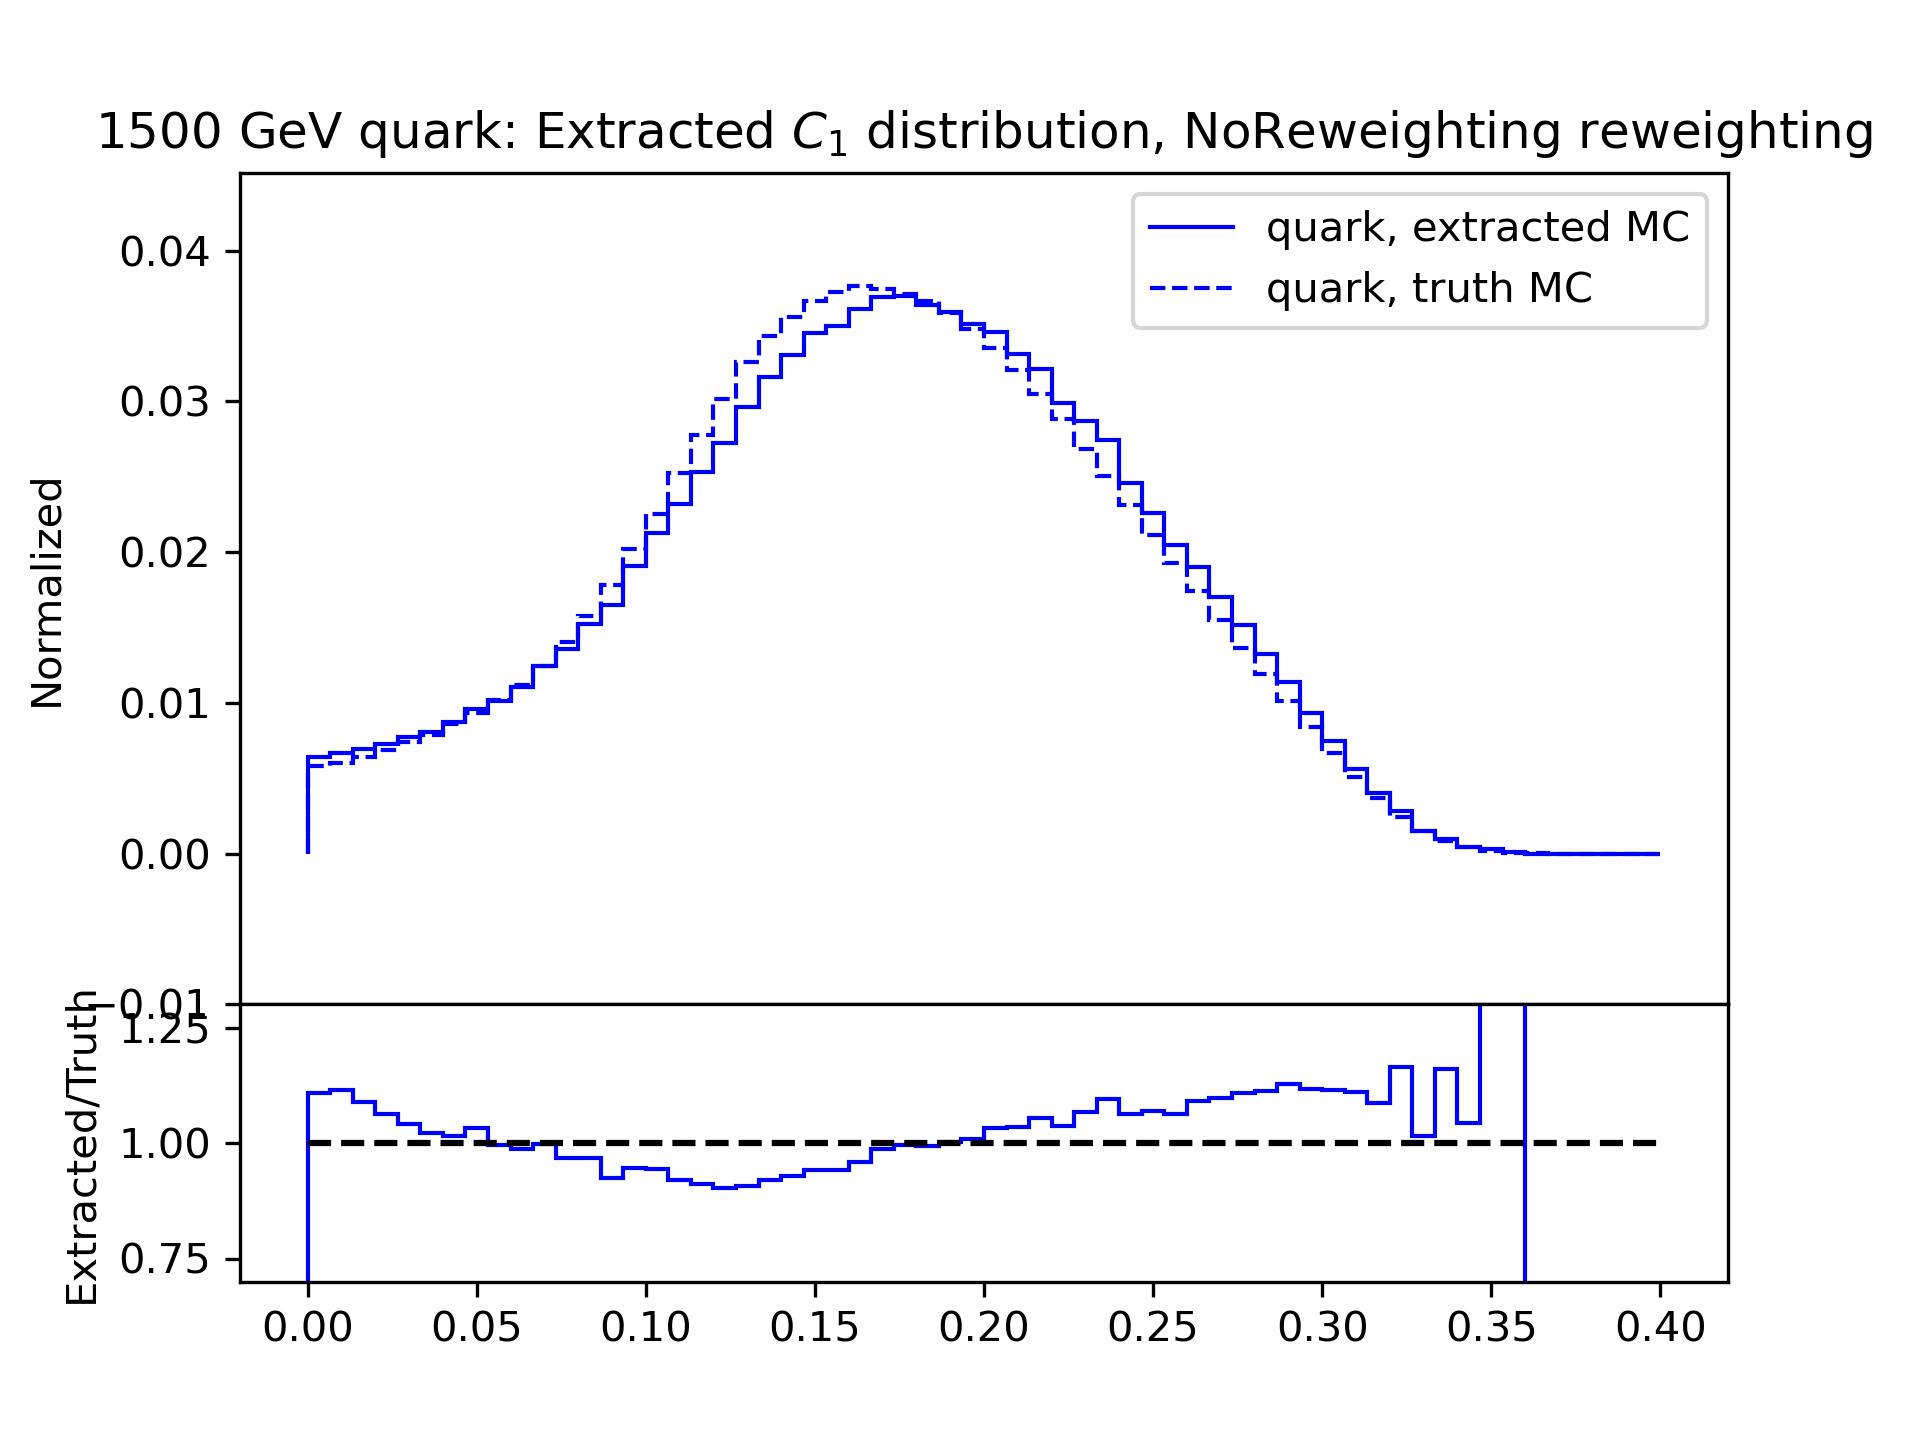 1500 GeV quark: Extracted C₁ distribution, NoReweighting reweighting
quark, extracted MC
quark, truth MC
Normalized
0.04
0.03
0.02
0.01
0.00
−0.01
Extracted/Truth
1.25
1.00
0.75
0.00 0.05 0.10 0.15 0.20 0.25 0.30 0.35 0.40